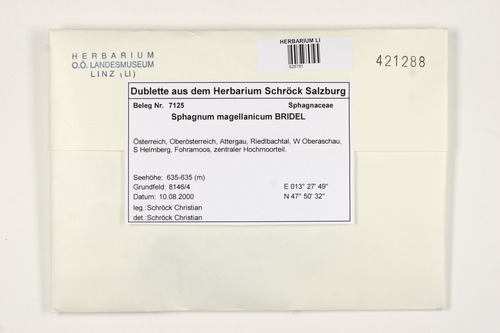 HERBARIUM
O.Ö. LANDESMUSEUM
LINZ (LI)
HERBARIUM LI
421288
Dublette aus dem Herbarium Schröck Salzburg
Beleg Nr. 7125 Sphagnaceae
Sphagnum magellanicum BRIDEL
Österreich, Oberösterreich, Attergau, Riedlbachtal, W Oberaschau,
S Helmberg, Fohramoos, zentraler Hochmoorteil.
Seehöhe: 635-635 (m)
Grundfeld: 8146/4 E 013° 27' 49"
Datum: 10.08.2000 N 47° 50' 32"
leg.:Schröck Christian
det.:Schröck Christian